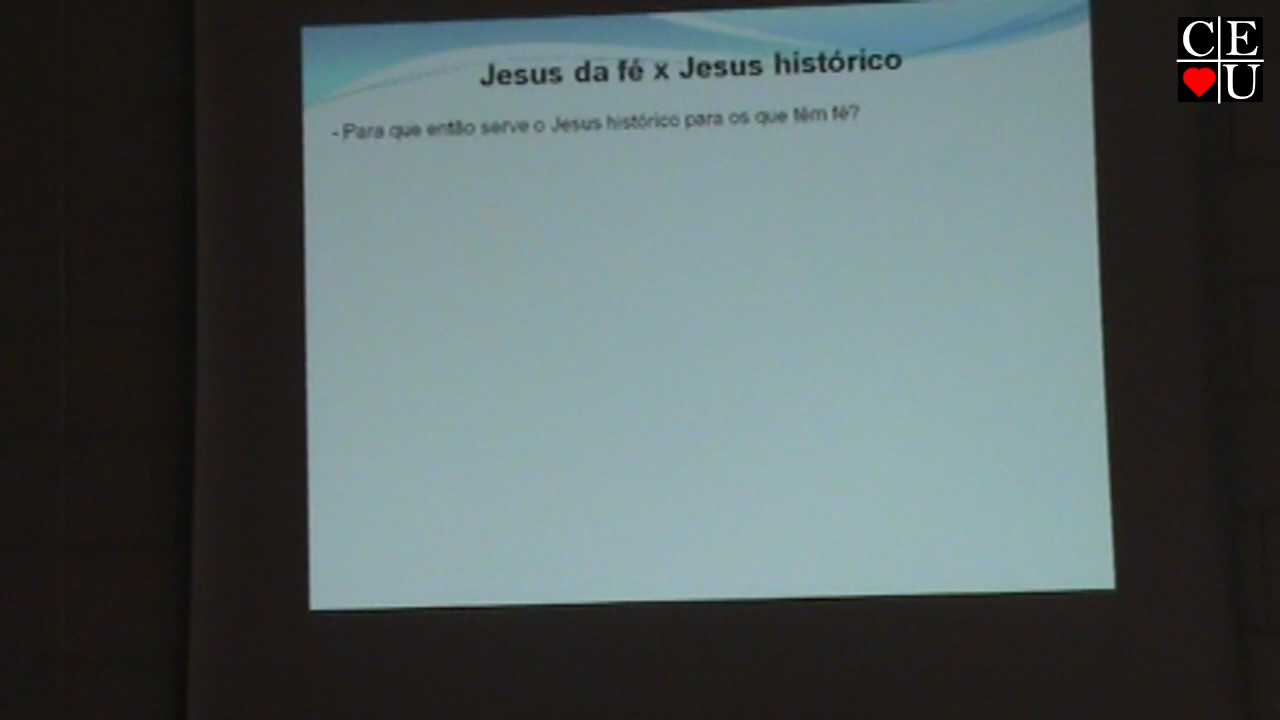 Jesus da fé x Jesus histórico
- Para que então serve o Jesus histórico para os que têm fé?
CE
U